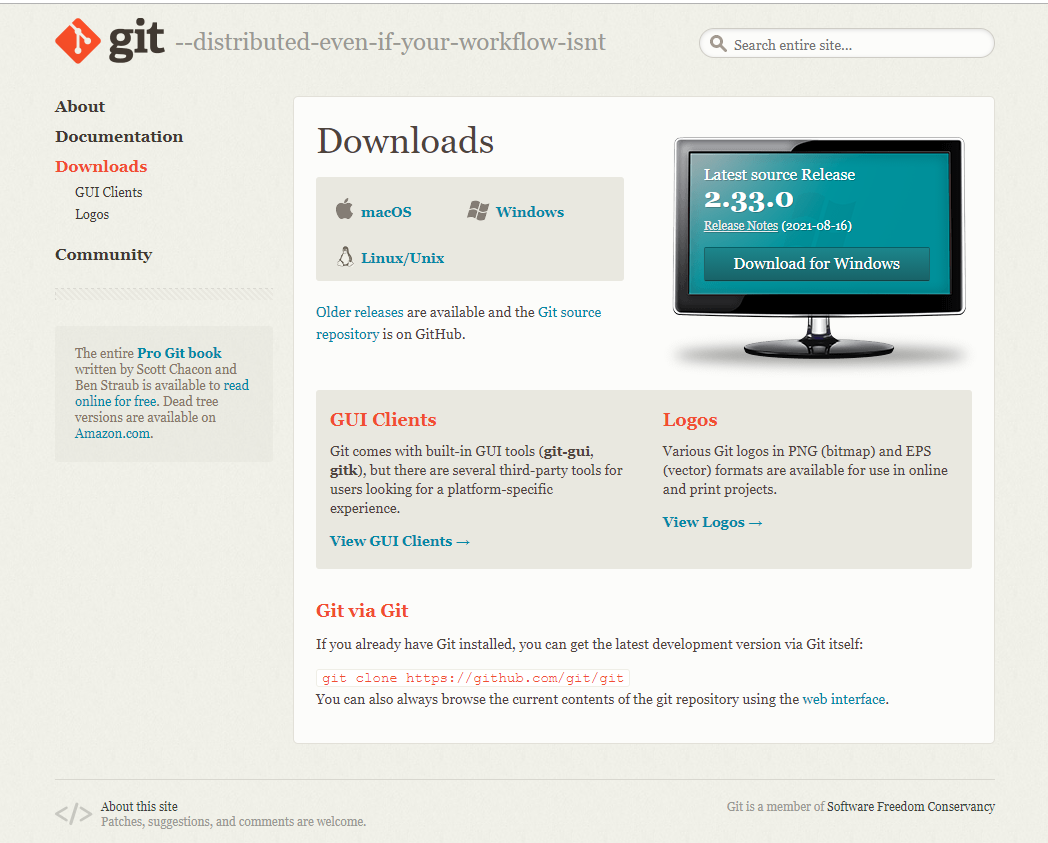 git --distributed-even-if-your-workflow-isnt
Search entire site...
About
Documentation
Downloads
GUI Clients
Logos
Community
The entire Pro Git book
written by Scott Chacon and
Ben Straub is available to read
online for free. Dead tree
versions are available on
Amazon.com.
Downloads
macOS
Windows
Linux/Unix
Older releases are available and the Git source
repository is on GitHub.
Latest source Release
2.33.0
Release Notes (2021-08-16)
Download for Windows
GUI Clients
Git comes with built-in GUI tools (git-gui,
gitk), but there are several third-party tools for
users looking for a platform-specific
experience.
View GUI Clients →
Logos
Various Git logos in PNG (bitmap) and EPS
(vector) formats are available for use in online
and print projects.
View Logos →
Git via Git
If you already have Git installed, you can get the latest development version via Git itself:
git clone https://github.com/git/git
You can also always browse the current contents of the git repository using the web interface.
</> About this site
Patches, suggestions, and comments are welcome.
Git is a member of Software Freedom Conservancy